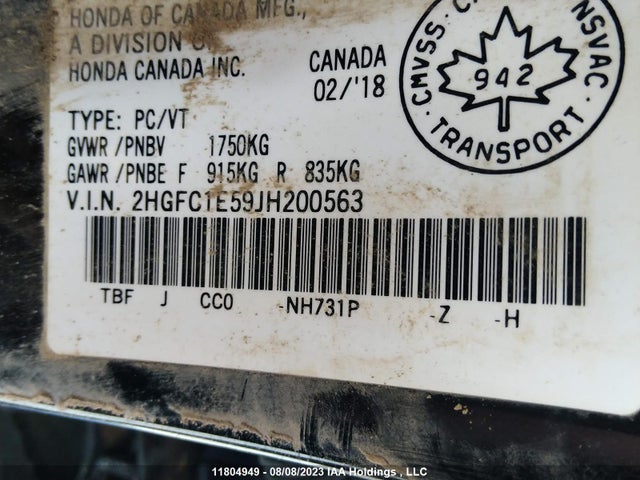 HONDA OF CANADA MFG.,
A DIVISION
HONDA CANADA INC.
CANADA
02/'18
CMVSS
NSVAC
942
TRANSPORT
TYPE: PC/VT
GVWR/PNBV 1750KG
GAWR/PNBE F 915KG R 835KG
V.I.N. 2HGFC1E59JH200563
TBF J CC0 -NH731P -Z -H
11804949 - 08/08/2023 IAA Holdings , LLC